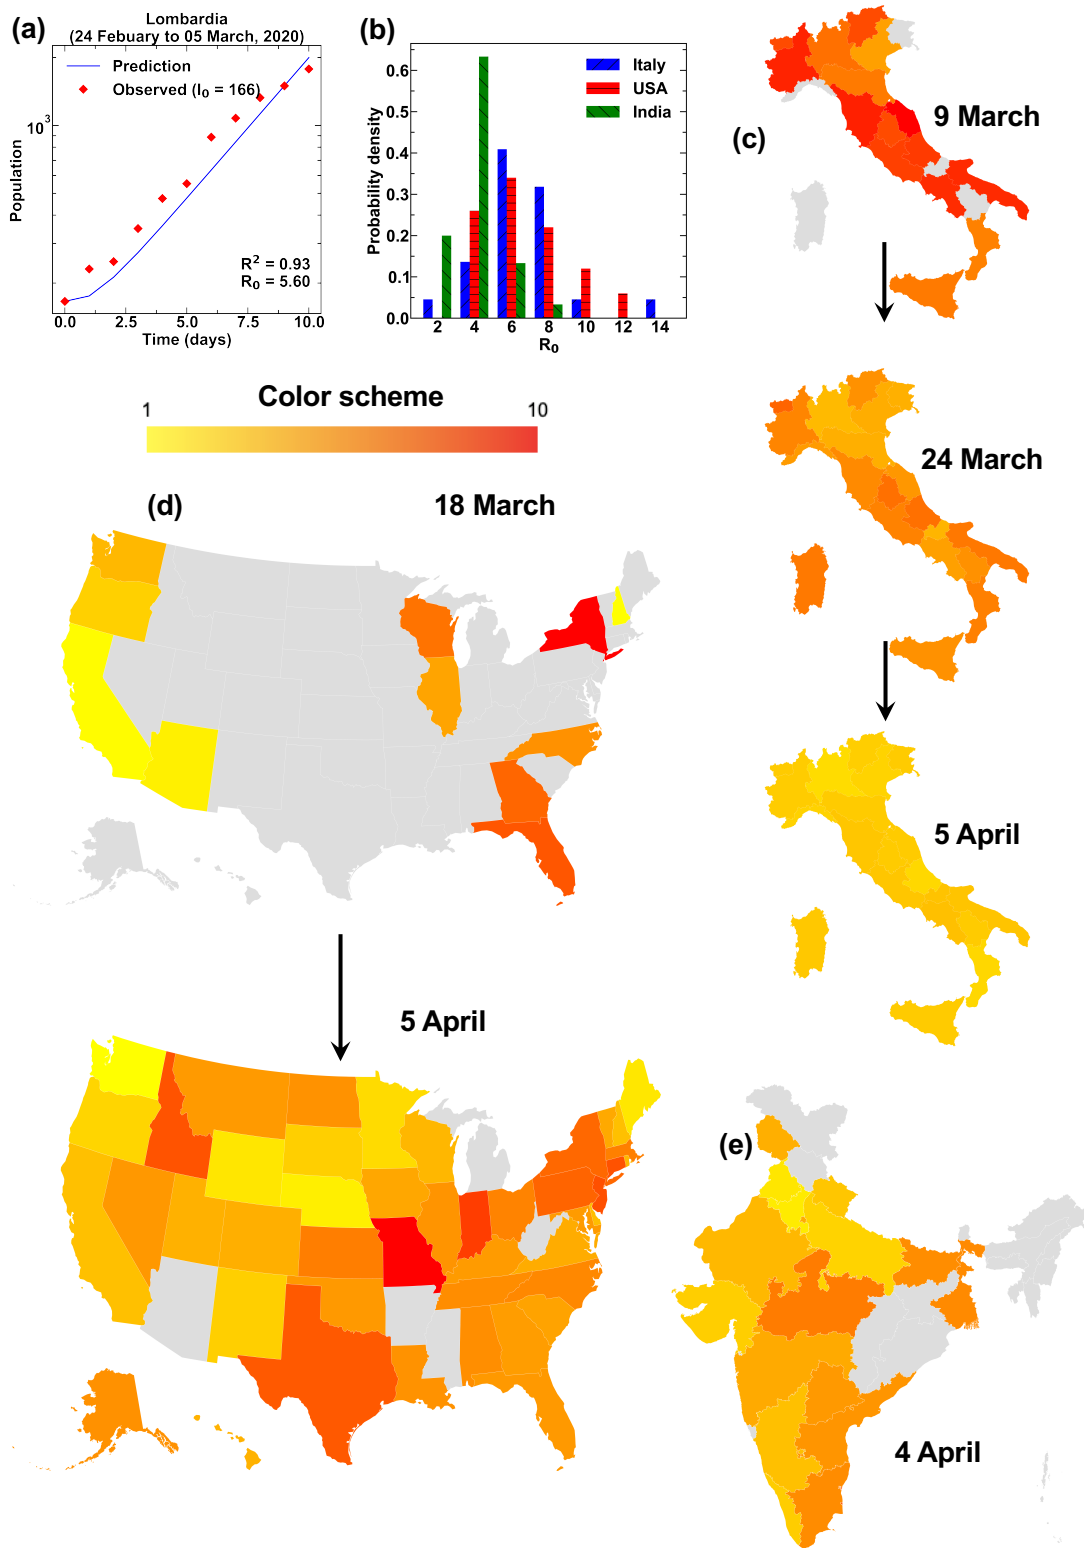 (a)
Lombardia
(24 Febuary to 05 March, 2020)
Prediction
Observed (I₀ = 166)
10³
Population
R² = 0.93
R₀ = 5.60
0.0 2.5 5.0 7.5 10.0
Time (days)
(b)
Italy
USA
India
0.6
0.5
0.4
0.3
0.2
0.1
0.0
Probability density
2 4 6 8 10 12 14
R₀
(c)
9 March
24 March
5 April
Color scheme
1 10
(d)
18 March
5 April
(e)
4 April